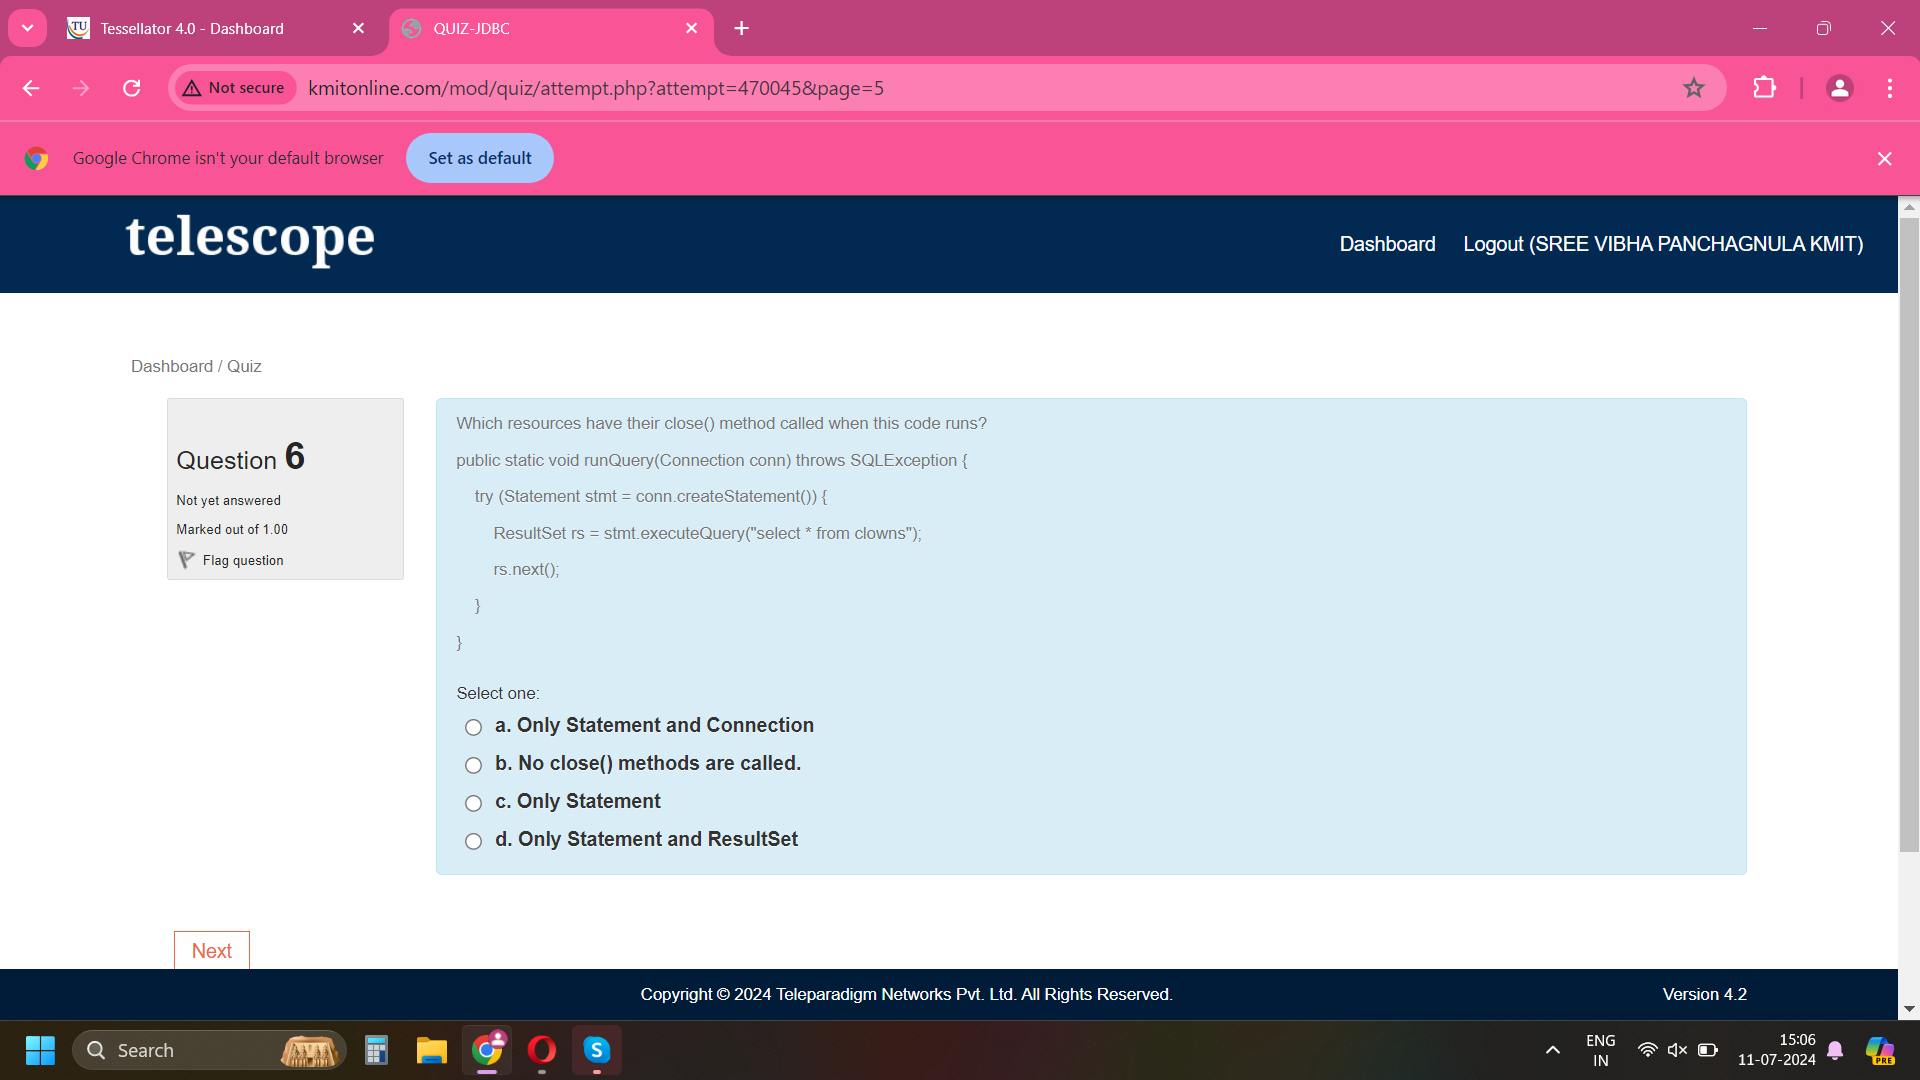 TU Tessellator 4.0 - Dashboard
QUIZ-JDBC
Not secure
kmitonline.com/mod/quiz/attempt.php?attempt=470045&page=5
Google Chrome isn't your default browser
Set as default
telescope
Dashboard
Logout (SREE VIBHA PANCHAGNULA KMIT)
Dashboard / Quiz
Question 6
Not yet answered
Marked out of 1.00
Flag question
Which resources have their close() method called when this code runs?
public static void runQuery(Connection conn) throws SQLException {
try (Statement stmt = conn.createStatement()) {
ResultSet rs = stmt.executeQuery("select * from clowns");
rs.next();
}
}
Select one:
a. Only Statement and Connection
b. No close() methods are called.
c. Only Statement
d. Only Statement and ResultSet
Next
Copyright © 2024 Teleparadigm Networks Pvt. Ltd. All Rights Reserved.
Version 4.2
Search
S
ENG
IN
15:06
11-07-2024
PRE